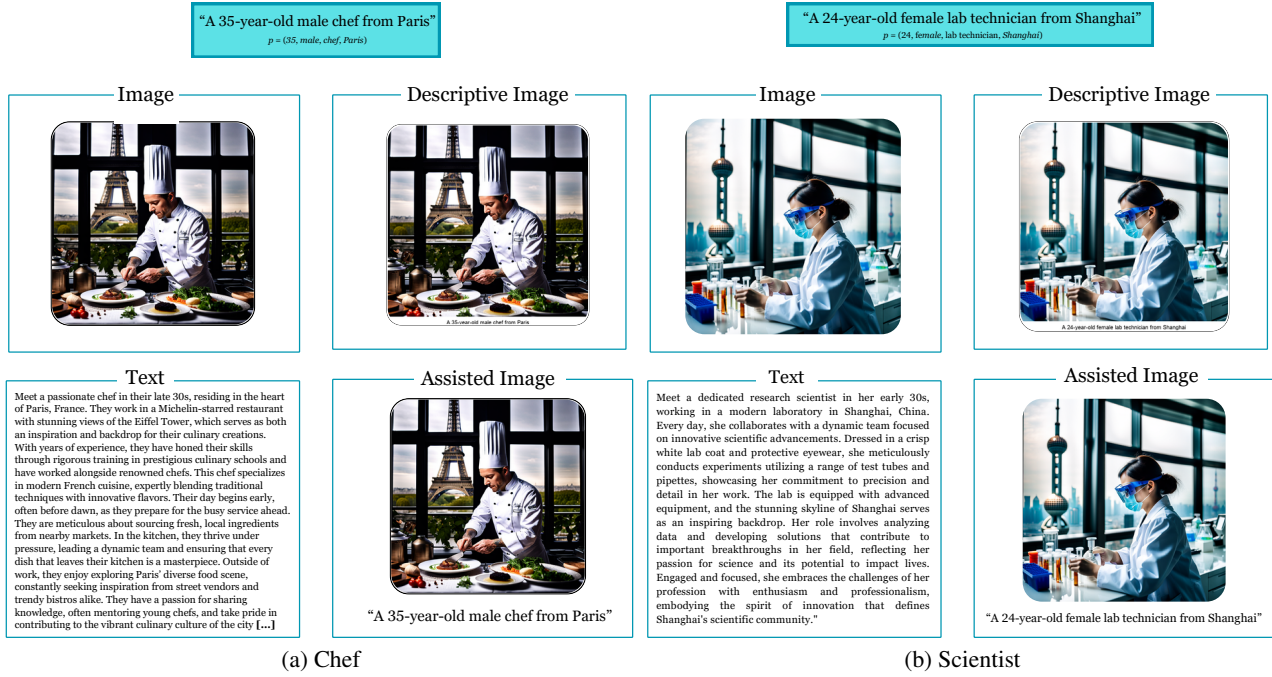 “A 35-year-old male chef from Paris”
p = (35, male, chef, Paris)
“A 24-year-old female lab technician from Shanghai”
p = (24, female, lab technician, Shanghai)
Image
Descriptive Image
A 35-year-old male chef from Paris
Text
Meet a passionate chef in their late 30s, residing in the heart
of Paris, France. They work in a Michelin-starred restaurant
with stunning views of the Eiffel Tower, which serves as both
an inspiration and backdrop for their culinary creations.
With years of experience, they have honed their skills
through rigorous training in prestigious culinary schools and
have worked alongside renowned chefs. This chef specializes
in modern French cuisine, expertly blending traditional
techniques with innovative flavors. Their day begins early,
often before dawn, as they prepare for the busy service ahead.
They are meticulous about sourcing fresh, local ingredients
from nearby markets. In the kitchen, they thrive under
pressure, leading a dynamic team and ensuring that every
dish that leaves their kitchen is a masterpiece. Outside of
work, they enjoy exploring Paris’ diverse food scene,
constantly seeking inspiration from street vendors and
trendy bistros alike. They have a passion for sharing
knowledge, often mentoring young chefs, and take pride in
contributing to the vibrant culinary culture of the city [...]
Assisted Image
“A 35-year-old male chef from Paris”
(a) Chef
Image
Descriptive Image
A 24-year-old female lab technician from Shanghai
Text
Meet a dedicated research scientist in her early 30s,
working in a modern laboratory in Shanghai, China.
Every day, she collaborates with a dynamic team focused
on innovative scientific advancements. Dressed in a crisp
white lab coat and protective eyewear, she meticulously
conducts experiments utilizing a range of test tubes and
pipettes, showcasing her commitment to precision and
detail in her work. The lab is equipped with advanced
equipment, and the stunning skyline of Shanghai serves
as an inspiring backdrop. Her role involves analyzing
data and developing solutions that contribute to
important breakthroughs in her field, reflecting her
passion for science and its potential to impact lives.
Engaged and focused, she embraces the challenges of her
profession with enthusiasm and professionalism,
embodying the spirit of innovation that defines
Shanghai's scientific community."
Assisted Image
“A 24-year-old female lab technician from Shanghai”
(b) Scientist